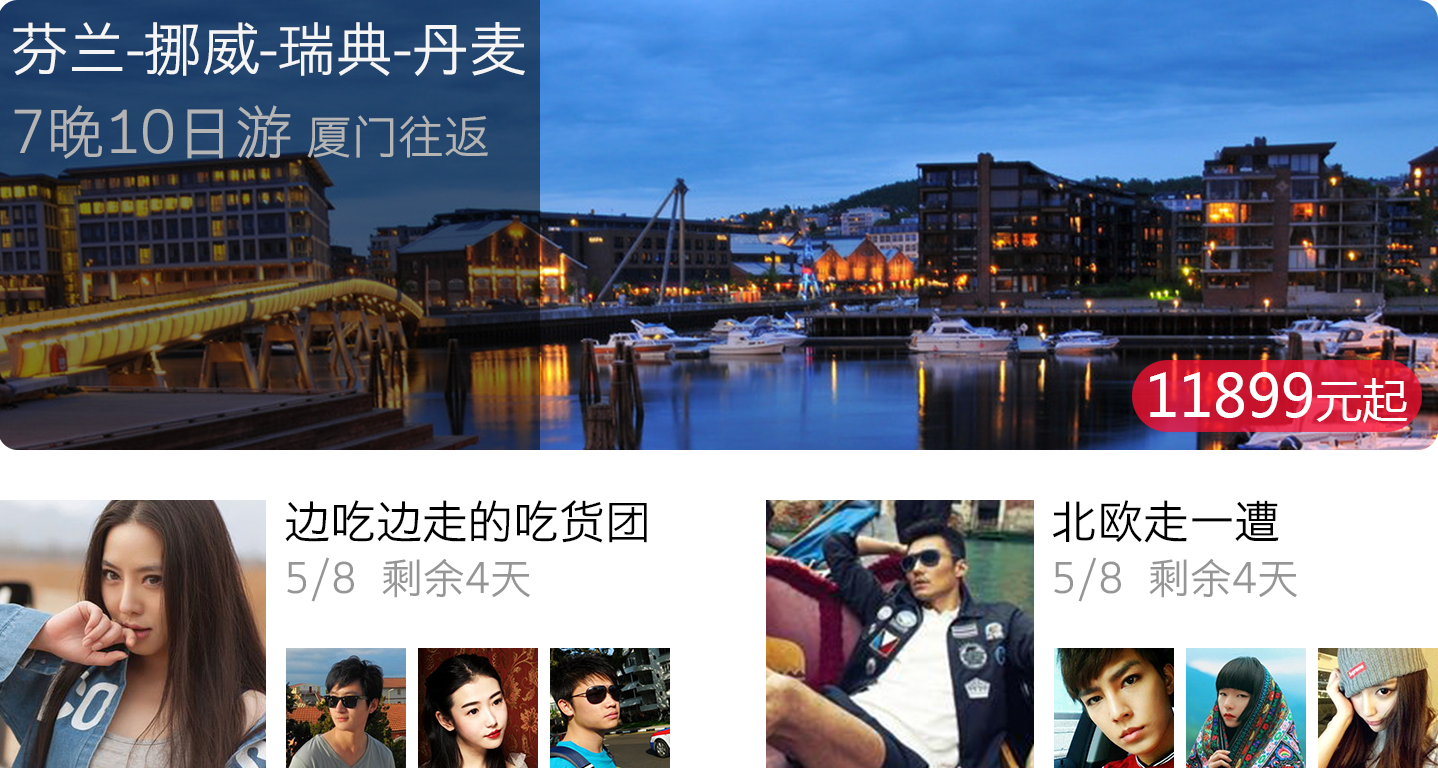 芬兰-挪威-瑞典-丹麦
7晚10日游 厦门往返
11899元起
边吃边走的吃货团
5/8 剩余4天
北欧走一遭
5/8 剩余4天
CO